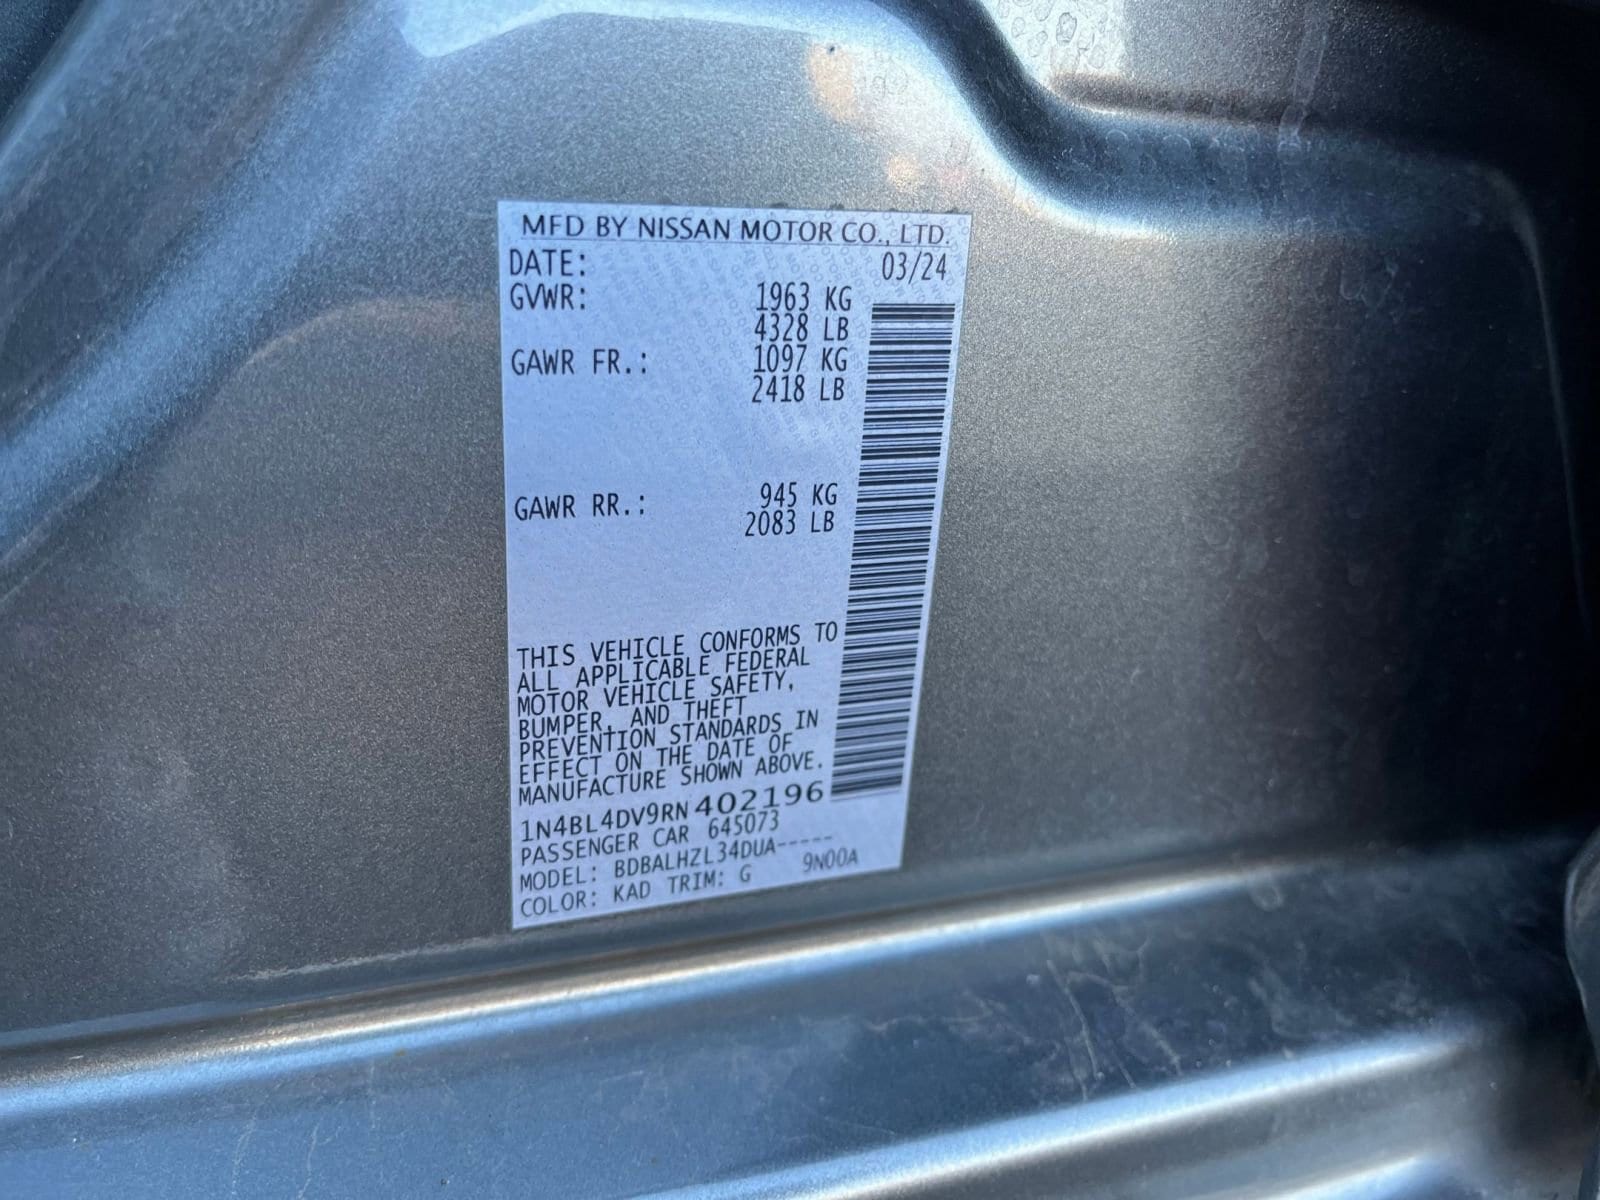 MFD BY NISSAN MOTOR CO., LTD.
DATE: 03/24
GVWR: 1963 KG
4328 LB
GAWR FR.: 1097 KG
2418 LB
GAWR RR.: 945 KG
2083 LB
THIS VEHICLE CONFORMS TO
ALL APPLICABLE FEDERAL
MOTOR VEHICLE SAFETY,
BUMPER, AND THEFT
PREVENTION STANDARDS IN
EFFECT ON THE DATE OF
MANUFACTURE SHOWN ABOVE.
1N4BL4DV9RN402196
PASSENGER CAR 645073
MODEL: BDBALHZL34DUA-----
COLOR: KAD TRIM: G 9N00A